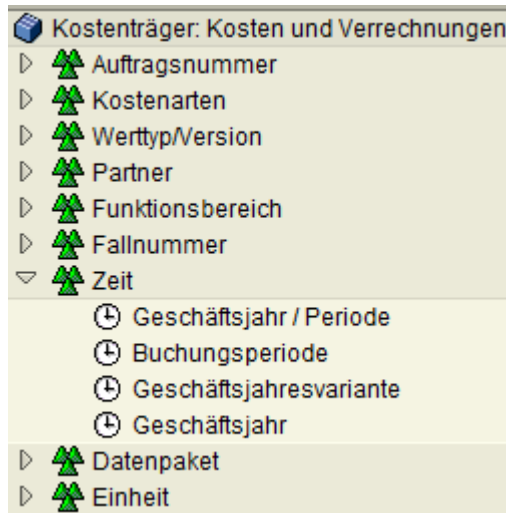 Kostenträger: Kosten und Verrechnungen
Auftragsnummer
Kostenarten
Werttyp/Version
Partner
Funktionsbereich
Fallnummer
Zeit
Geschäftsjahr / Periode
Buchungsperiode
Geschäftsjahresvariante
Geschäftsjahr
Datenpaket
Einheit